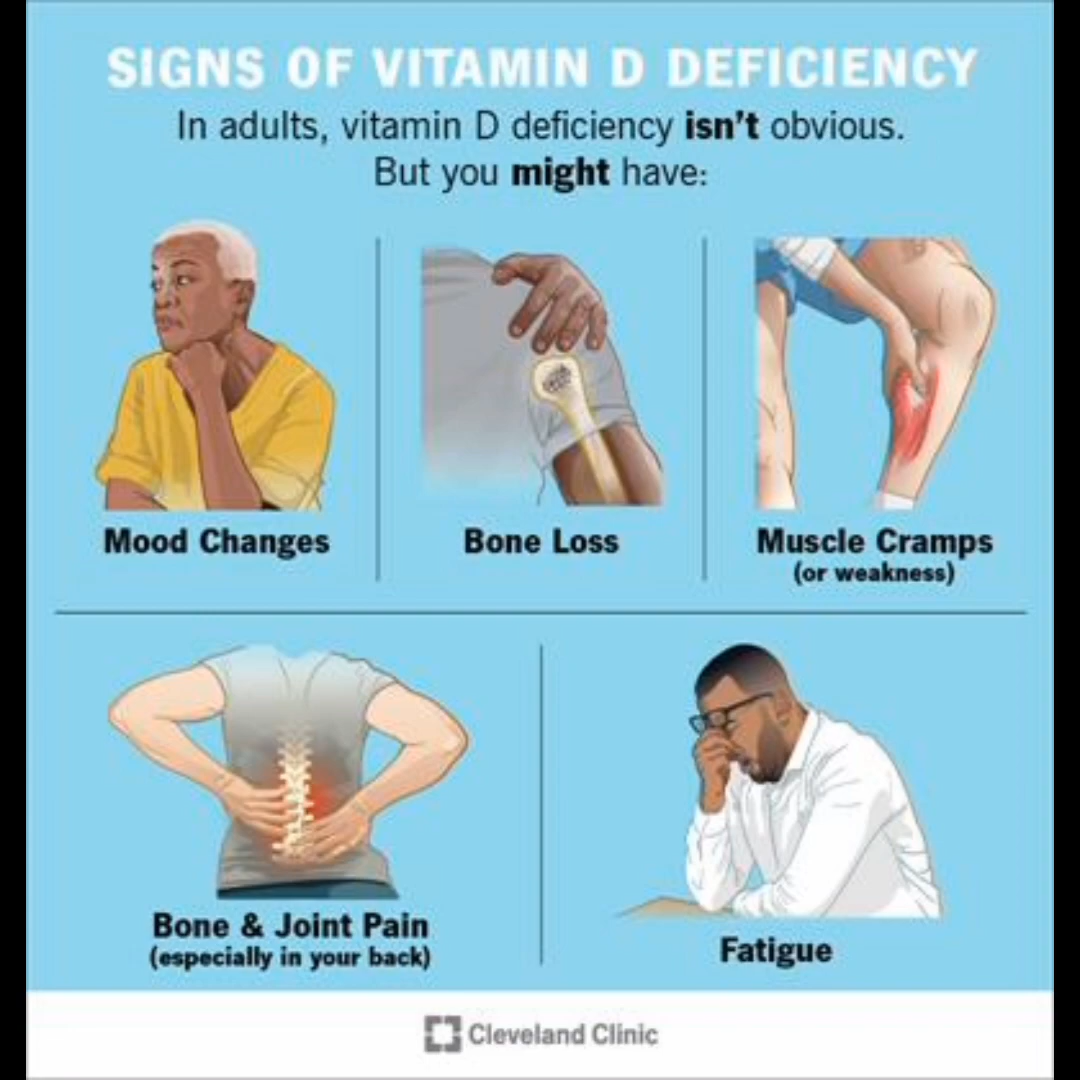 SIGNS OF VITAMIN D DEFICIENCY
In adults, vitamin D deficiency isn't obvious.
But you might have:
Mood Changes
Bone Loss
Muscle Cramps
(or weakness)
Bone & Joint Pain
(especially in your back)
Fatigue
Cleveland Clinic